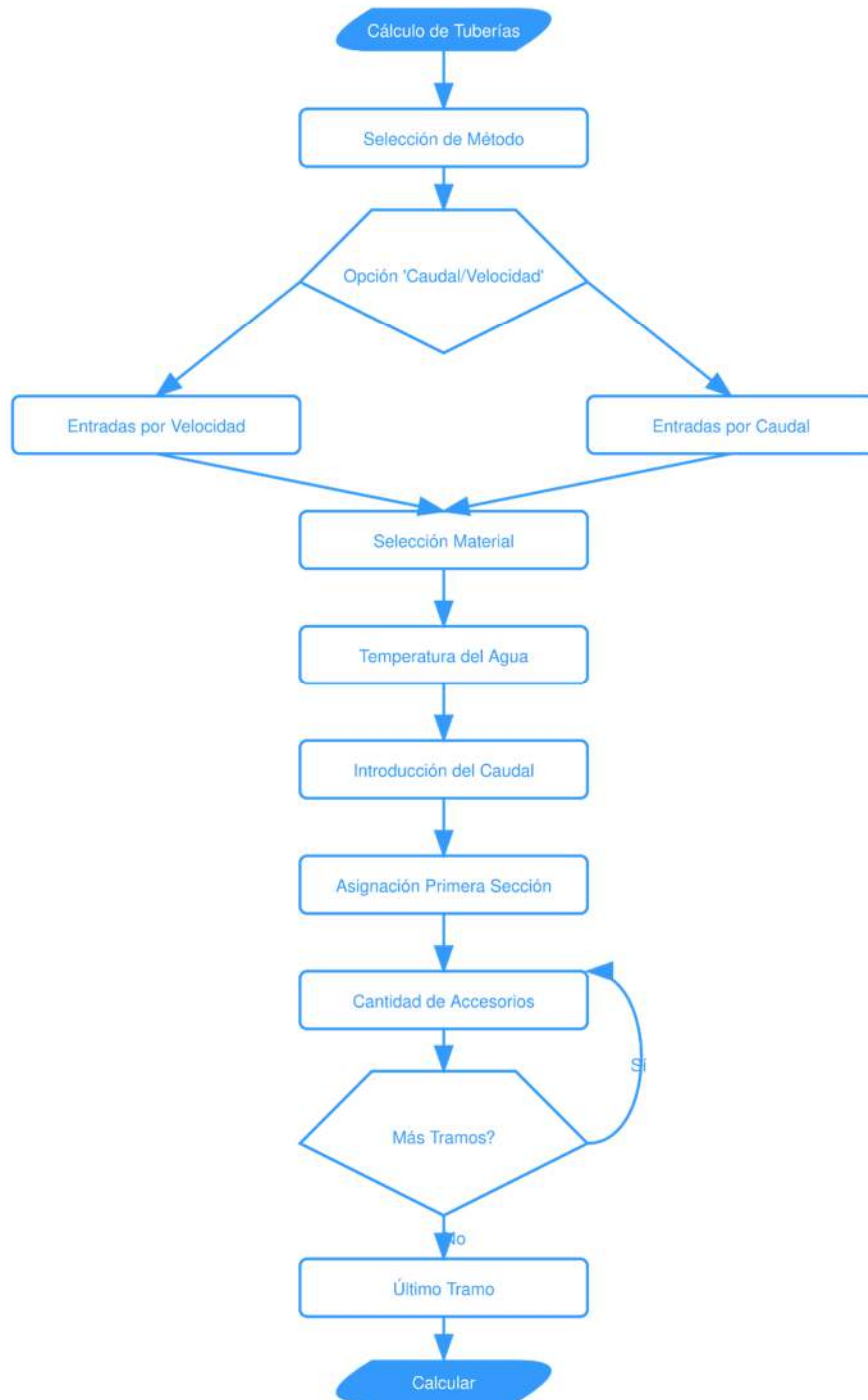 Cálculo de Tuberías
Selección de Método
Opción 'Caudal/Velocidad'
Entradas por Velocidad
Entradas por Caudal
Selección Material
Temperatura del Agua
Introducción del Caudal
Asignación Primera Sección
Cantidad de Accesorios
Sí
Más Tramos?
No
Último Tramo
Calcular